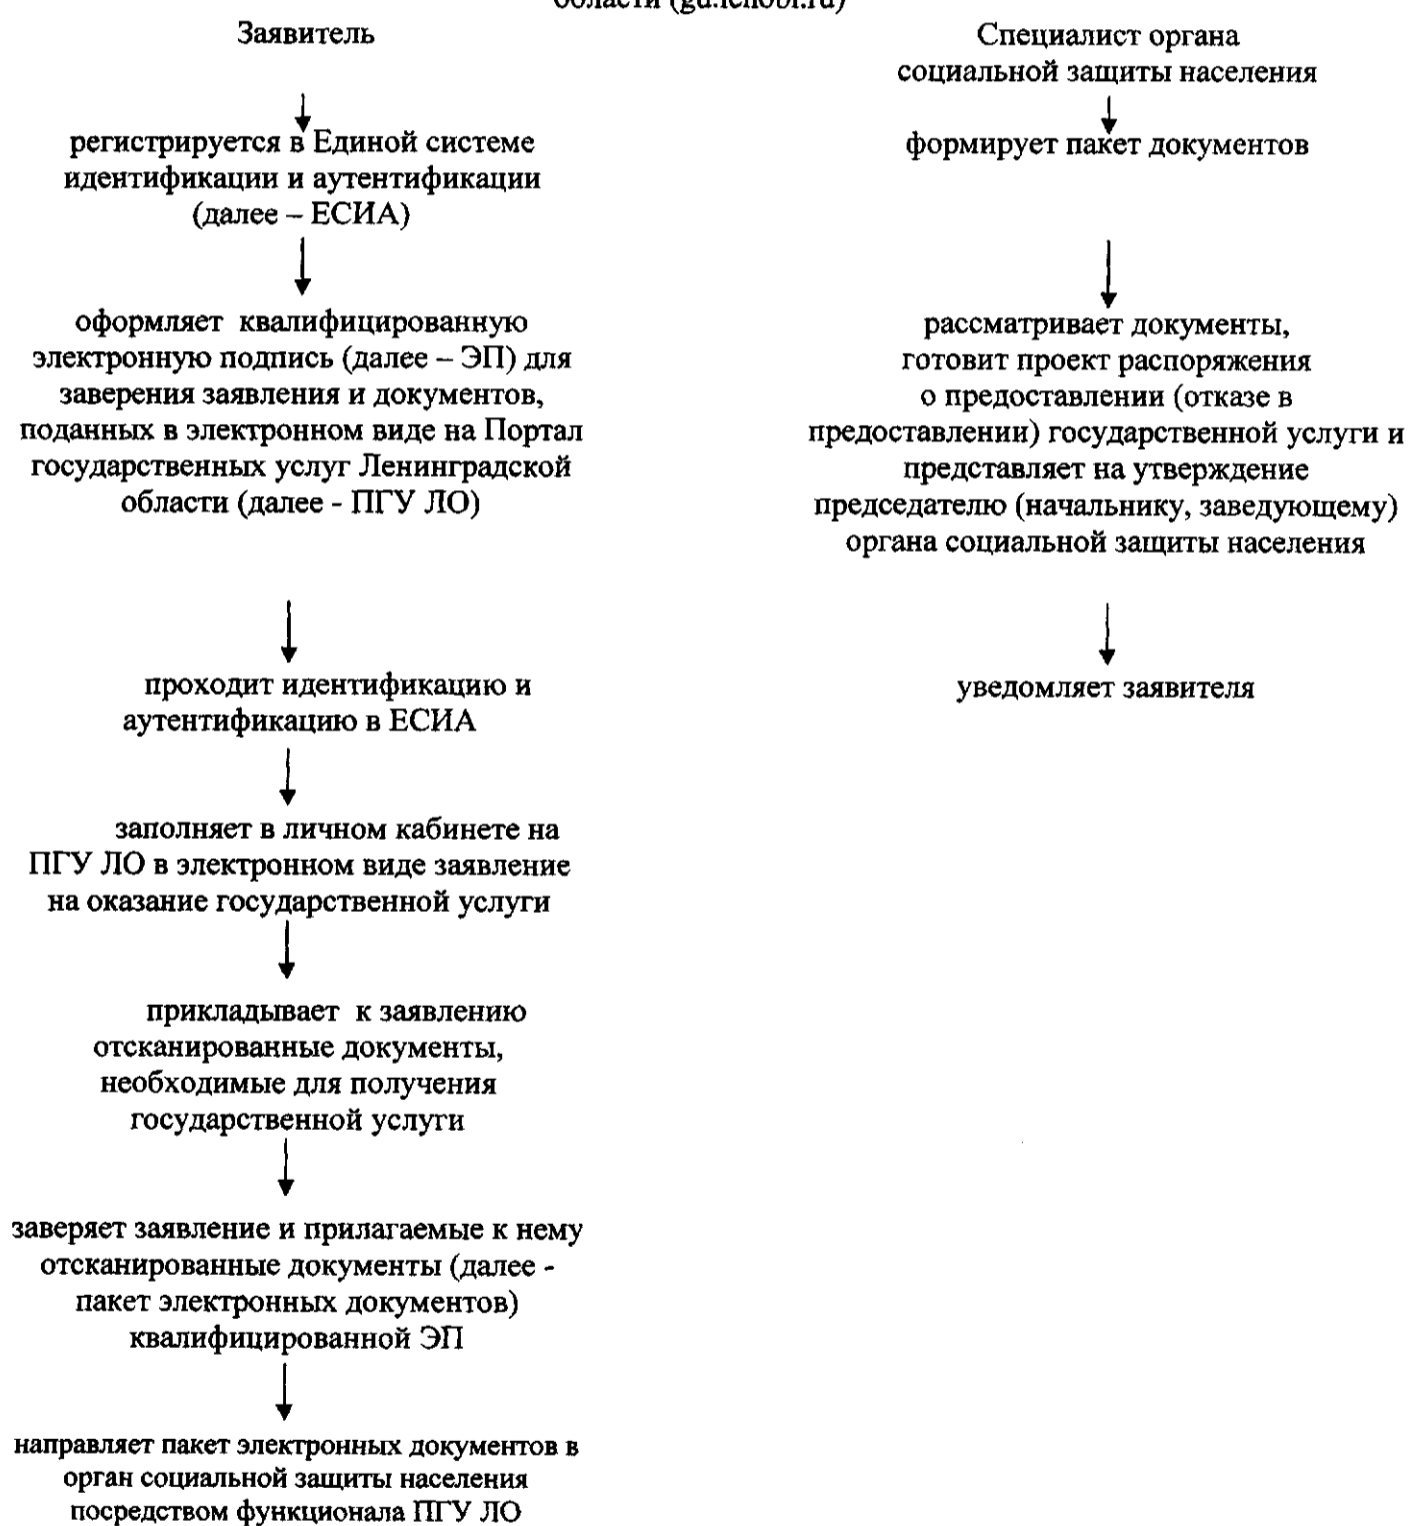 области (gu.lenobl.ru)
Заявитель
регистрируется в Единой системе
идентификации и аутентификации
(далее – ЕСИА)
оформляет квалифицированную
электронную подпись (далее – ЭП) для
заверения заявления и документов,
поданных в электронном виде на Портал
государственных услуг Ленинградской
области (далее - ПГУ ЛО)
проходит идентификацию и
аутентификацию в ЕСИА
заполняет в личном кабинете на
ПГУ ЛО в электронном виде заявление
на оказание государственной услуги
прикладывает к заявлению
отсканированные документы,
необходимые для получения
государственной услуги
заверяет заявление и прилагаемые к нему
отсканированные документы (далее -
пакет электронных документов)
квалифицированной ЭП
направляет пакет электронных документов в
орган социальной защиты населения
посредством функционала ПГУ ЛО
Специалист органа
социальной защиты населения
формирует пакет документов
рассматривает документы,
готовит проект распоряжения
о предоставлении (отказе в
предоставлении) государственной услуги и
представляет на утверждение
председателю (начальнику, заведующему)
органа социальной защиты населения
уведомляет заявителя